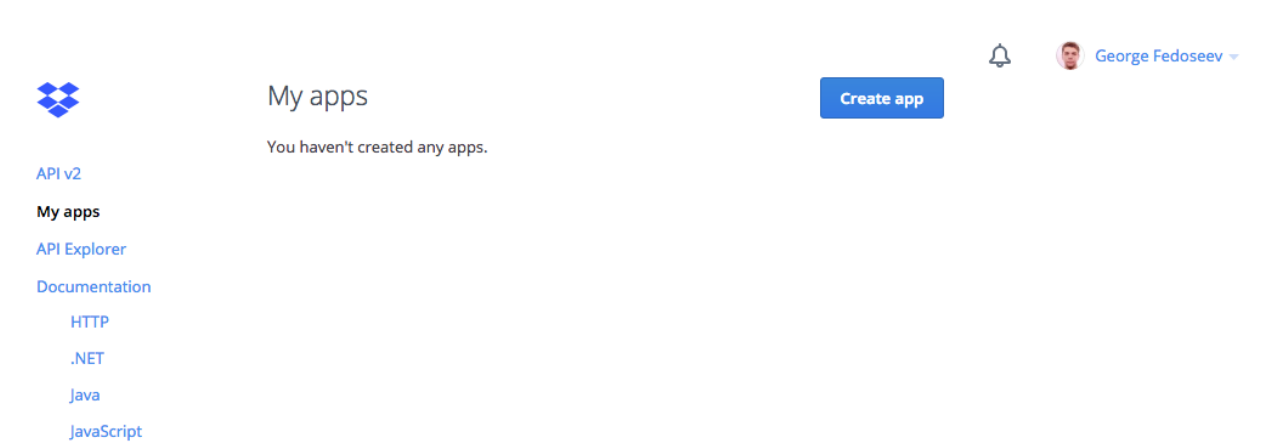 George Fedoseev
My apps
Create app
You haven't created any apps.
API v2
My apps
API Explorer
Documentation
HTTP
.NET
Java
JavaScript